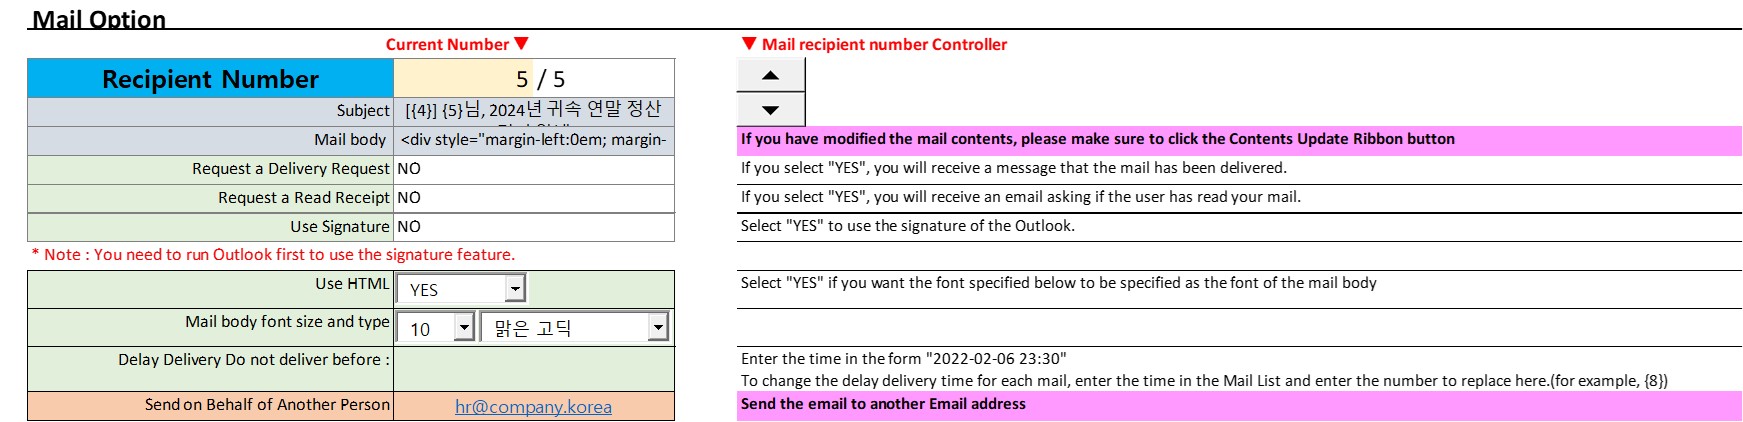 Mail Option
Current Number ▼
▼ Mail recipient number Controller
Recipient Number
5 / 5
Subject
[{4}] {5}님, 2024년 귀속 연말 정산
Mail body
<div style="margin-left:0em; margin-
If you have modified the mail contents, please make sure to click the Contents Update Ribbon button
Request a Delivery Request
NO
If you select "YES", you will receive a message that the mail has been delivered.
Request a Read Receipt
NO
If you select "YES", you will receive an email asking if the user has read your mail.
Use Signature
NO
Select "YES" to use the signature of the Outlook.
* Note : You need to run Outlook first to use the signature feature.
Use HTML
YES
Select "YES" if you want the font specified below to be specified as the font of the mail body
Mail body font size and type
10
맑은 고딕
Delay Delivery Do not deliver before :
Enter the time in the form "2022-02-06 23:30"
To change the delay delivery time for each mail, enter the time in the Mail List and enter the number to replace here.(for example, {8})
Send on Behalf of Another Person
hr@company.korea
Send the email to another Email address